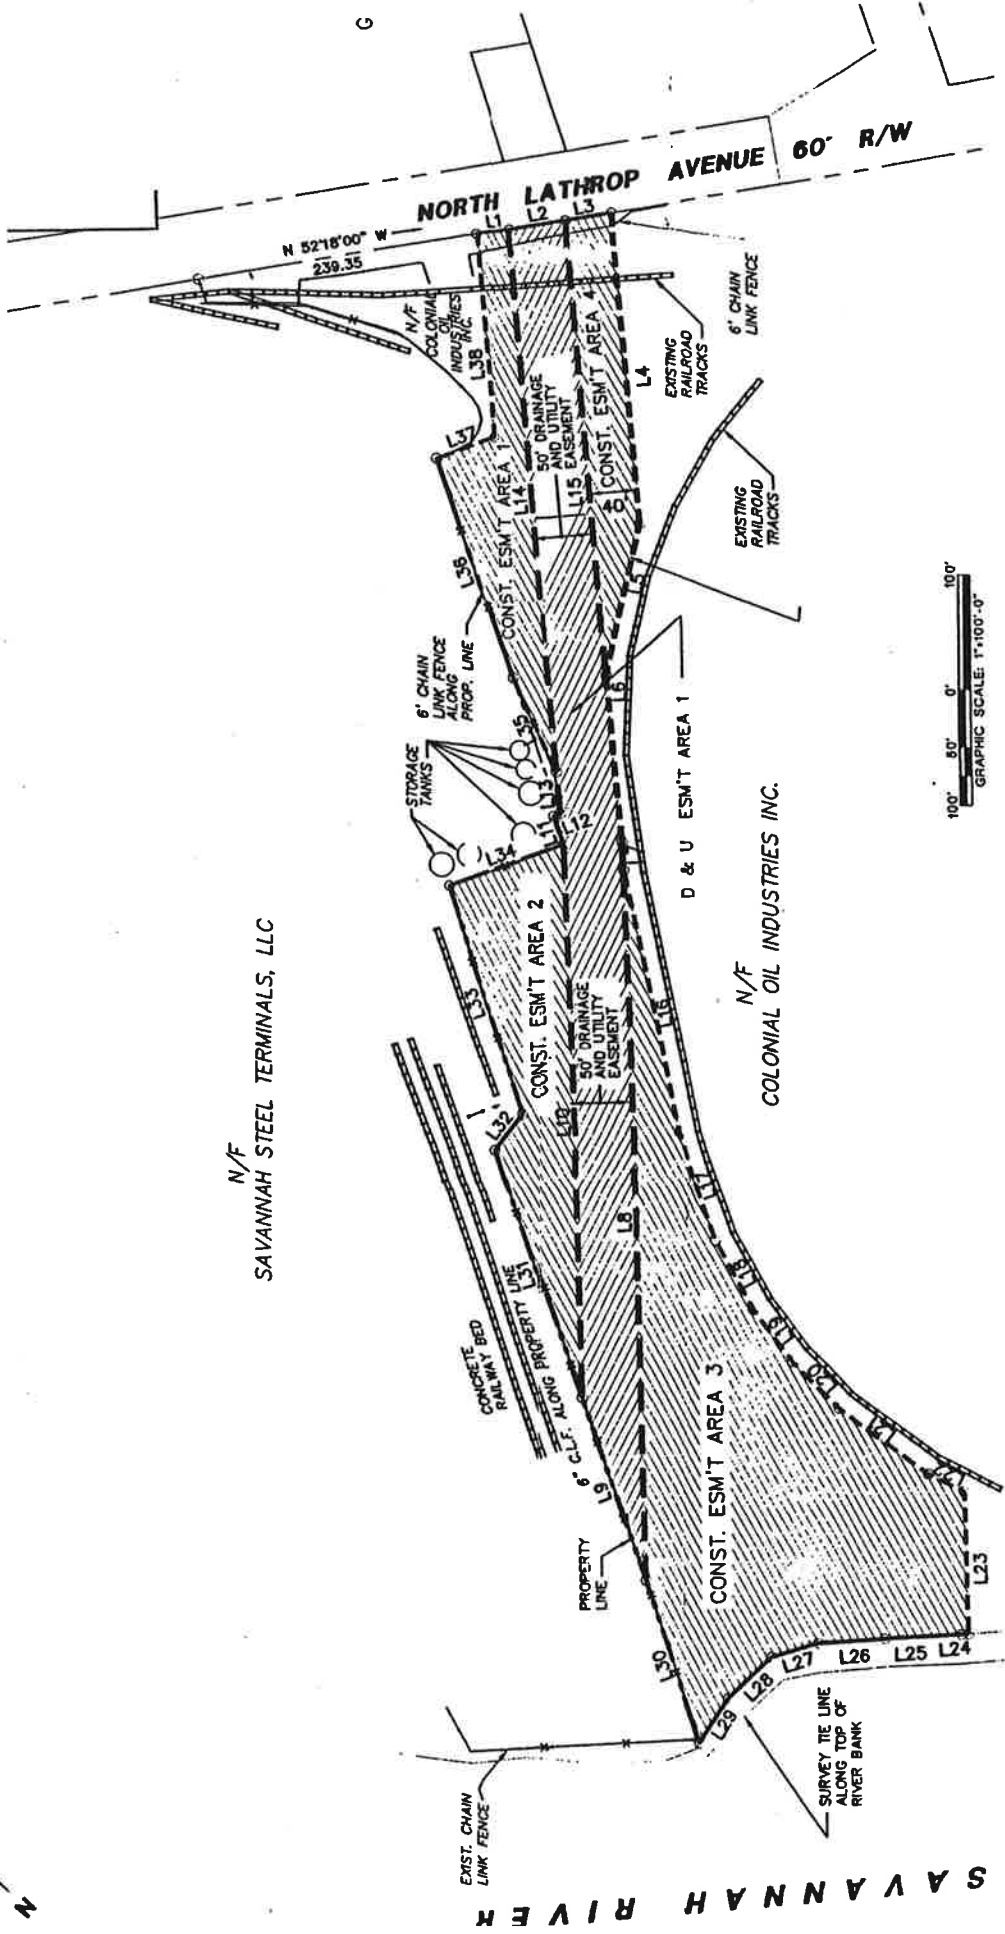 G
NORTH LATHROP AVENUE 60' R/W
N 52°18'00" W
239.35
L1
L2
L3
N/F
COLONIAL
OIL
INDUSTRIES
INC.
L38
L37
L4
6' CHAIN
LINK FENCE
EXISTING
RAILROAD
TRACKS
CONST. ESM'T AREA 4
50' DRAINAGE
AND UTILITY
EASEMENT
L14
L15
40'
CONST. ESM'T AREA 1
L36
L5
EXISTING
RAILROAD
TRACKS
6' CHAIN
LINK FENCE
ALONG
PROP. LINE
L6
L35
STORAGE
TANKS
L13
L11
L12
L34
D & U ESM'T AREA 1
100' 50' 0' 100'
GRAPHIC SCALE: 1"=100'-0"
N/F
SAVANNAH STEEL TERMINALS, LLC
CONST. ESM'T AREA 2
L33
50' DRAINAGE
AND UTILITY
EASEMENT
L16
N/F
COLONIAL OIL INDUSTRIES INC.
L32
L10
L17
L8
L18
L31
L19
L20
L21
CONCRETE
RAILWAY BED
6' C.L.F. ALONG PROPERTY LINE
L9
CONST. ESM'T AREA 3
L22
L23
PROPERTY
LINE
L30
L24
L25
L26
L27
L28
L29
SURVEY TIE LINE
ALONG TOP OF
RIVER BANK
EXIST. CHAIN
LINK FENCE
SAVANNAH RIVER
N